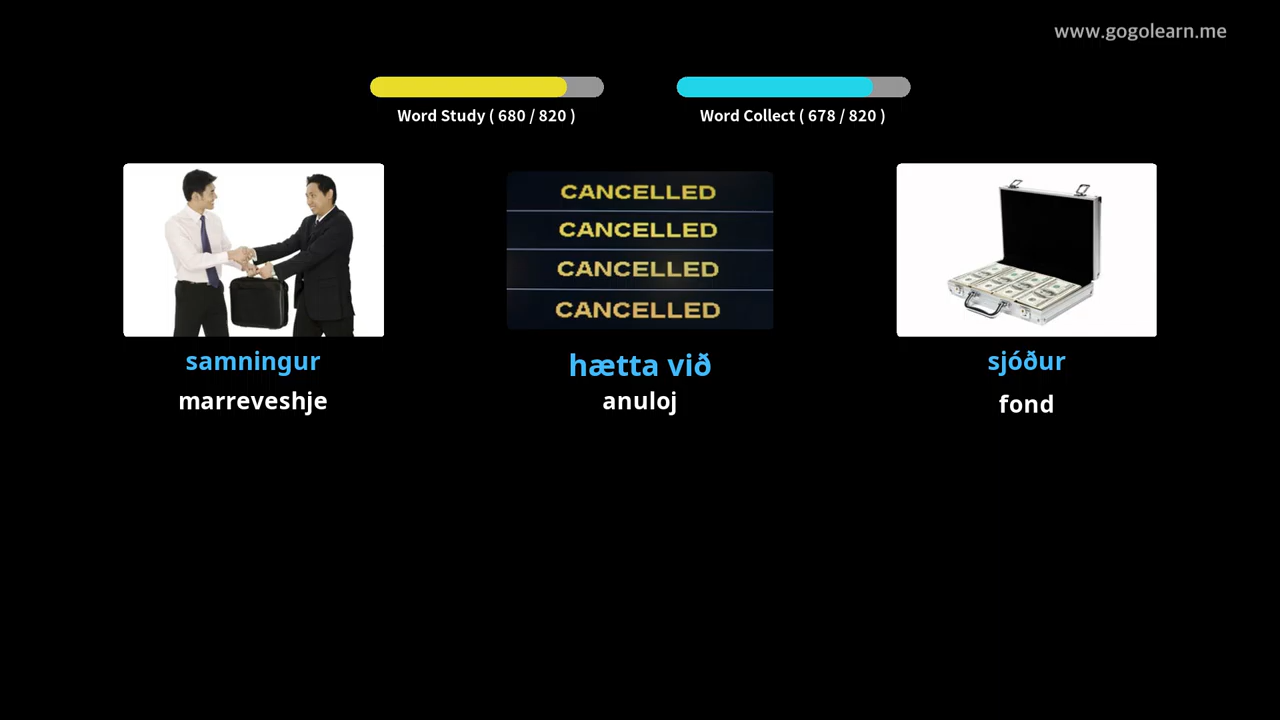 www.gogolearn.me
Word Study ( 680 / 820 )
Word Collect ( 678 / 820 )
CANCELLED
CANCELLED
CANCELLED
CANCELLED
samningur
marreveshje
hætta við
anuloj
sjóður
fond